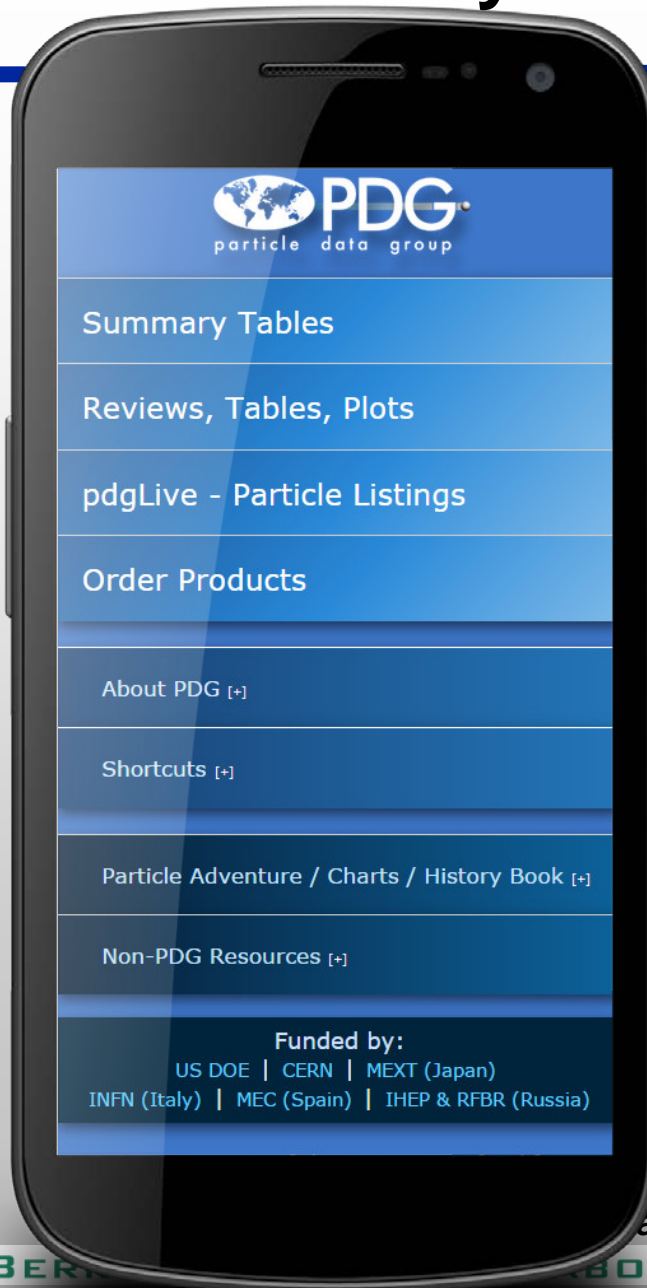 PDG
particle data group
Summary Tables
Reviews, Tables, Plots
pdgLive - Particle Listings
Order Products
About PDG [+]
Shortcuts [+]
Particle Adventure / Charts / History Book [+]
Non-PDG Resources [+]
Funded by:
US DOE | CERN | MEXT (Japan)
INFN (Italy) | MEC (Spain) | IHEP & RFBR (Russia)